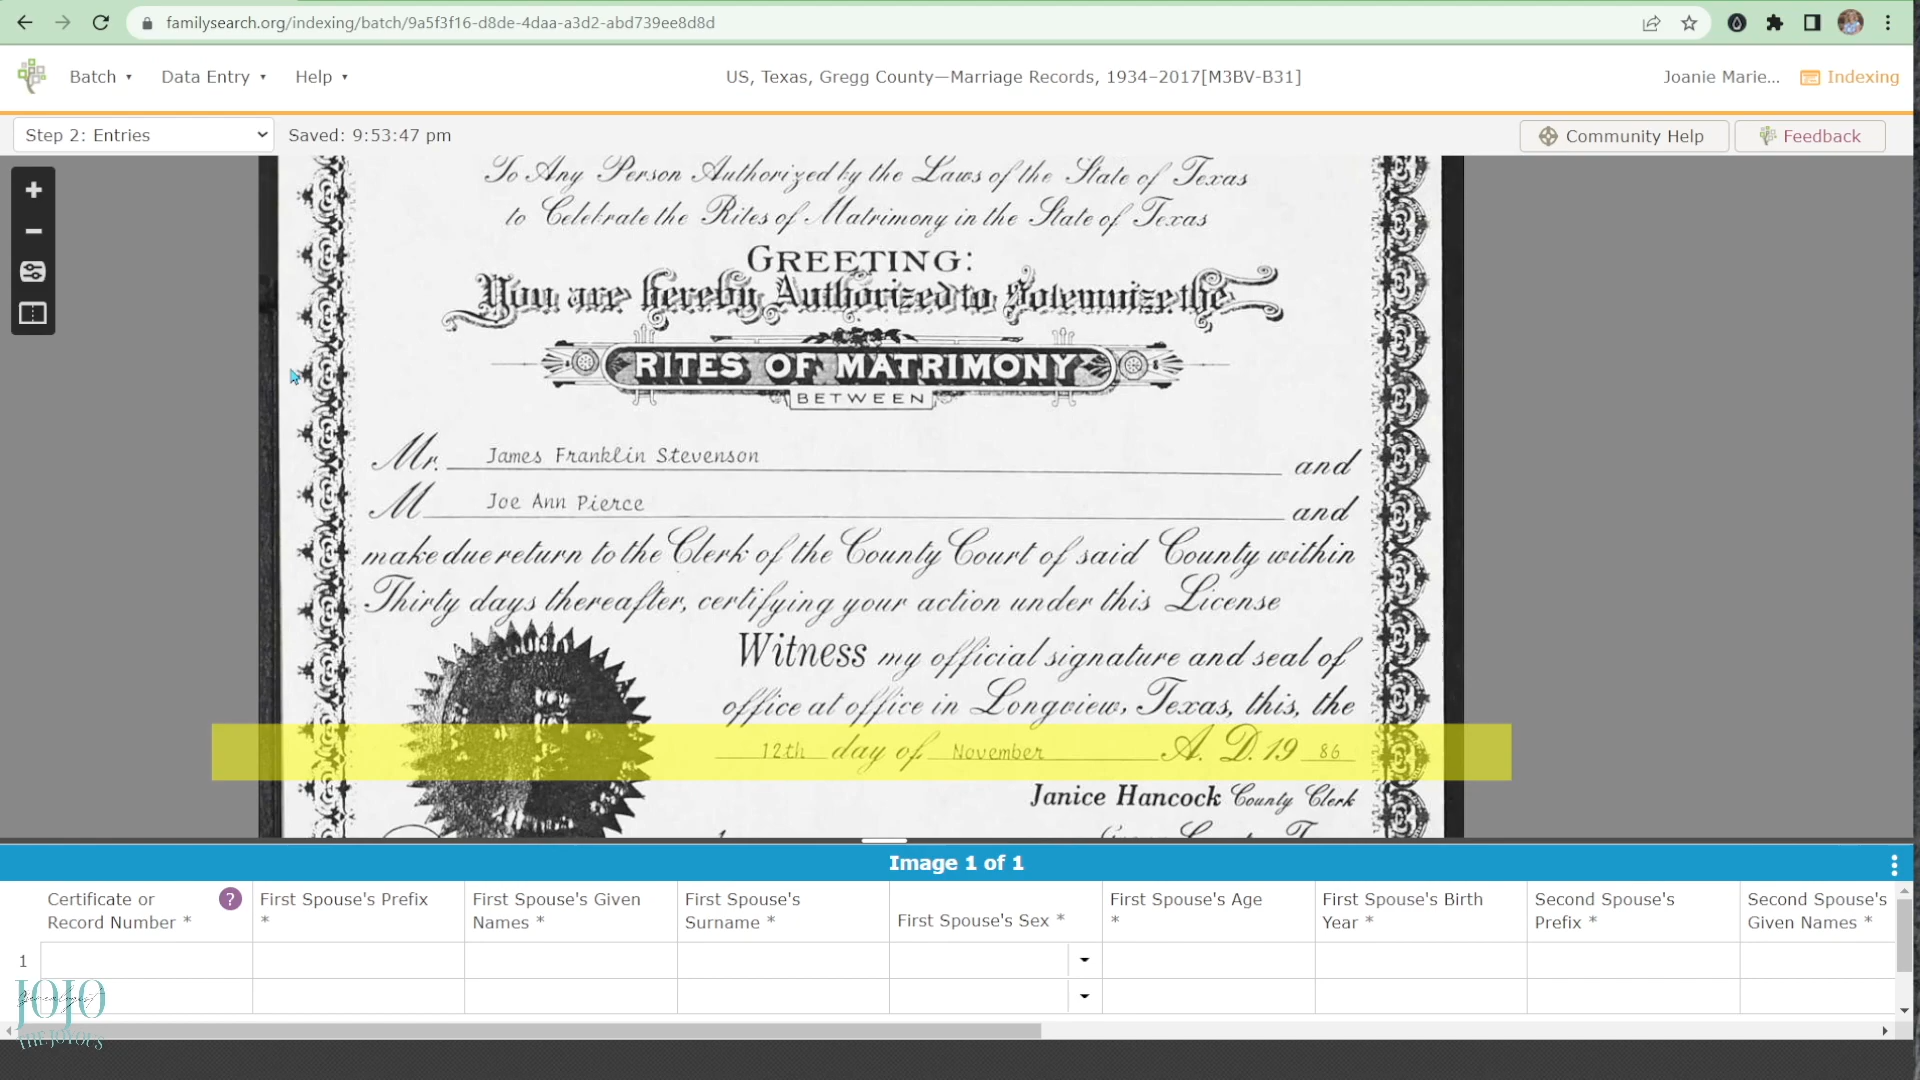 familysearch.org/indexing/batch/9a5f3f16-d8de-4daa-a3d2-abd739ee8d8d
Batch Data Entry Help US, Texas, Gregg County—Marriage Records, 1934–2017[M3BV-B31] Joanie Marie... Indexing
Step 2: Entries Saved: 9:53:47 pm Community Help Feedback
To Any Person Authorized by the Laws of the State of Texas
to Celebrate the Rites of Matrimony in the State of Texas
GREETING:
You are hereby Authorized to Solemnize the
RITES OF MATRIMONY
BETWEEN
Mr. James Franklin Stevenson and
M Joe Ann Pierce and
make due return to the Clerk of the County Court of said County within
Thirty days thereafter, certifying your action under this License
Witness my official signature and seal of
office at office in Longview, Texas, this, the
12th day of November A. D. 19 86
Janice Hancock County Clerk
Image 1 of 1
Certificate or Record Number * ? First Spouse's Prefix * First Spouse's Given Names * First Spouse's Surname * First Spouse's Sex * First Spouse's Age * First Spouse's Birth Year * Second Spouse's Prefix * Second Spouse's Given Names *
1
JOJO
Genealogist
THE JOYOUS